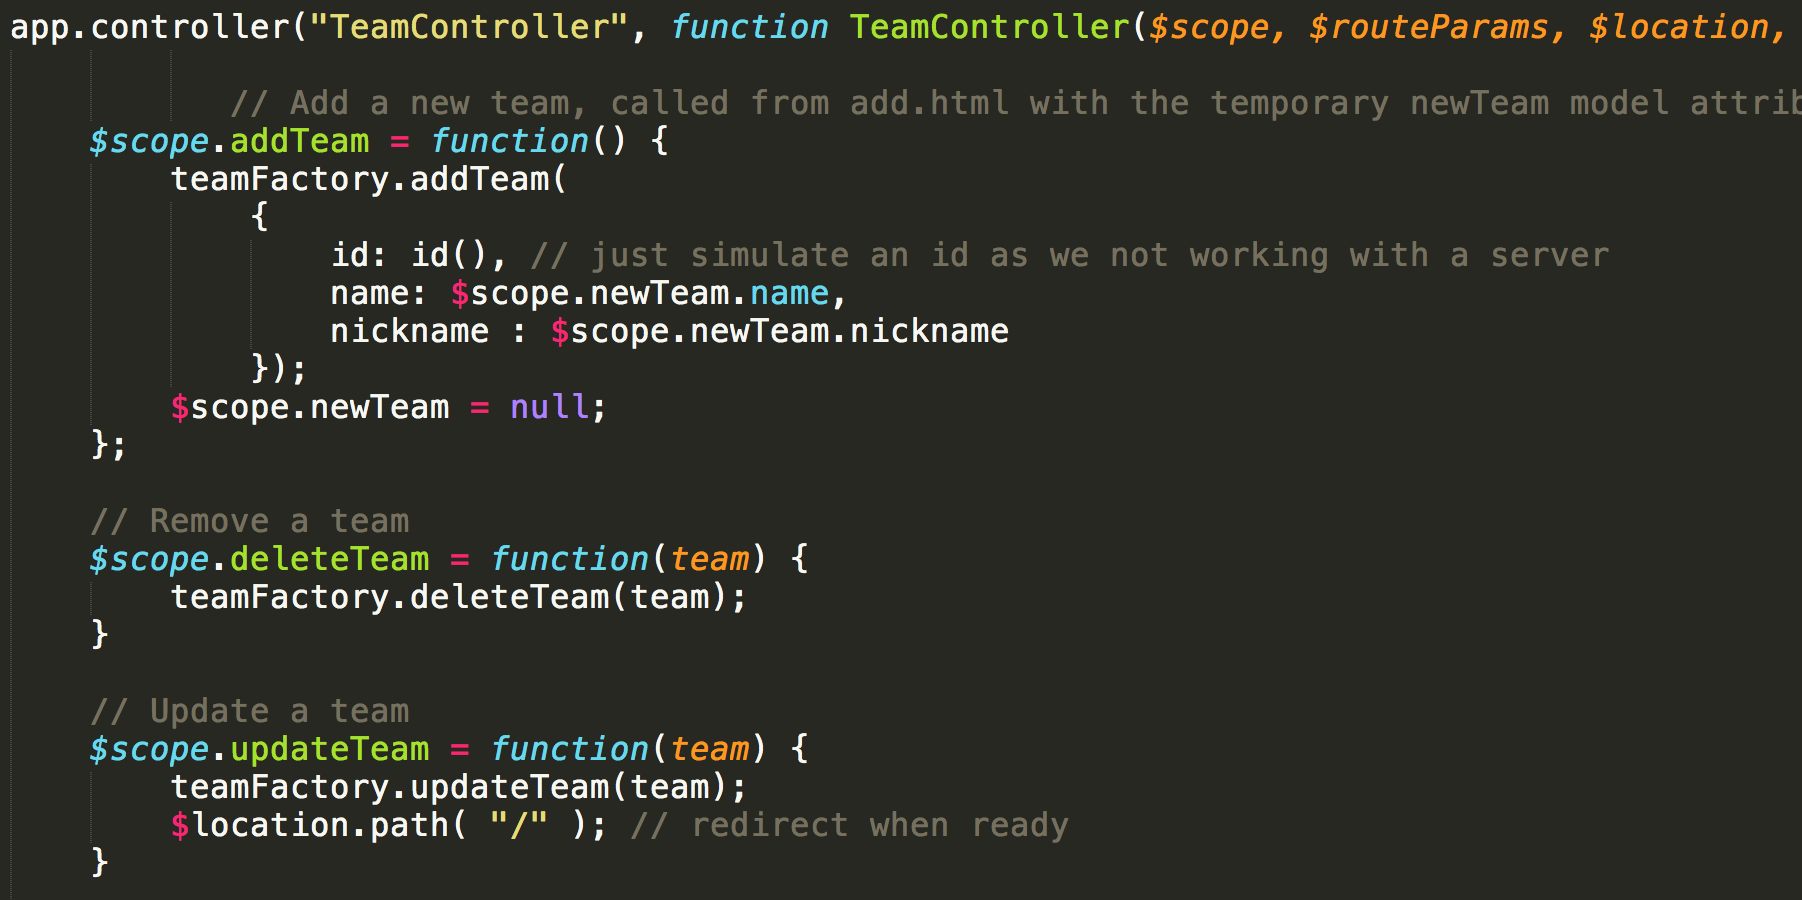 app.controller("TeamController", function TeamController($scope, $routeParams, $location,
// Add a new team, called from add.html with the temporary newTeam model
$scope.addTeam = function() {
teamFactory.addTeam(
{
id: id(), // just simulate an id as we not working with a server
name: $scope.newTeam.name,
nickname : $scope.newTeam.nickname
});
$scope.newTeam = null;
};
// Remove a team
$scope.deleteTeam = function(team) {
teamFactory.deleteTeam(team);
}
// Update a team
$scope.updateTeam = function(team) {
teamFactory.updateTeam(team);
$location.path( "/" ); // redirect when ready
}